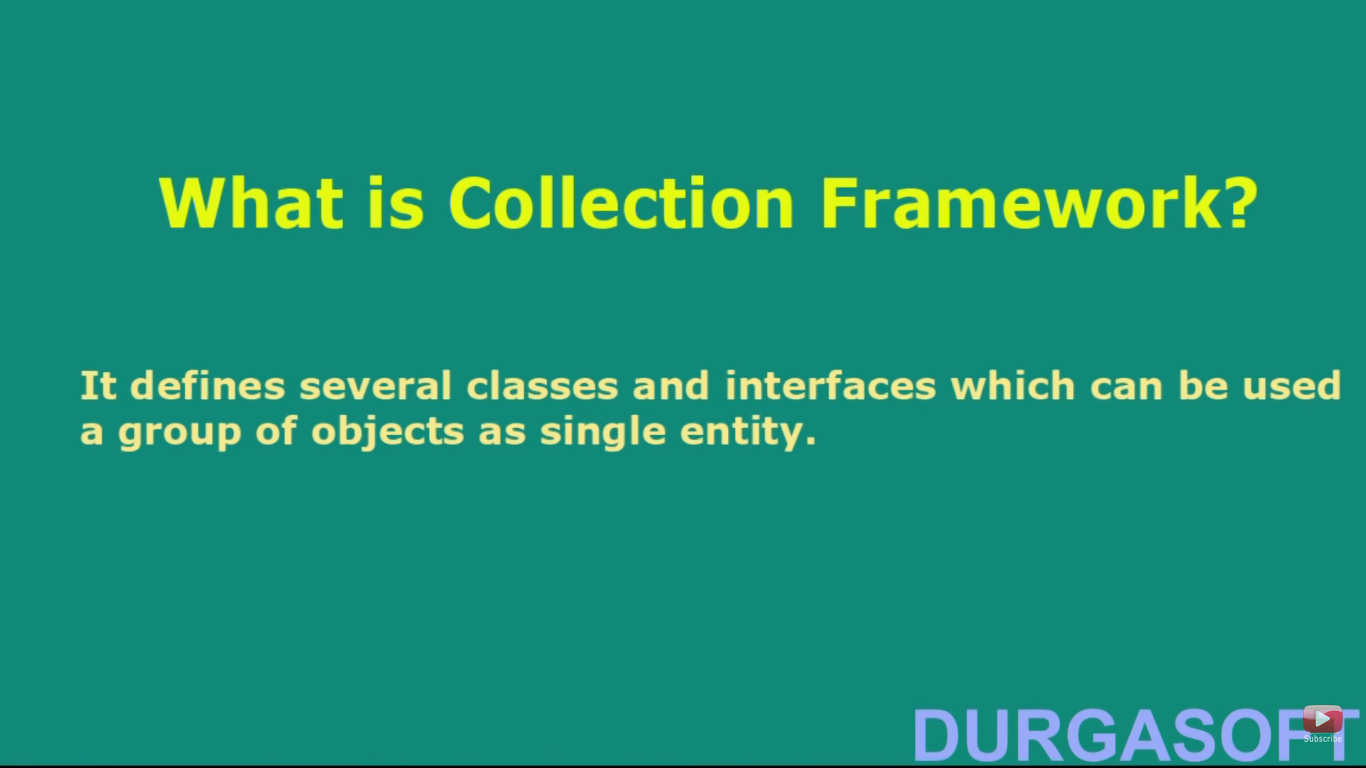 What is Collection Framework?
It defines several classes and interfaces which can be used
a group of objects as single entity.
DURGASOFT
Subscribe